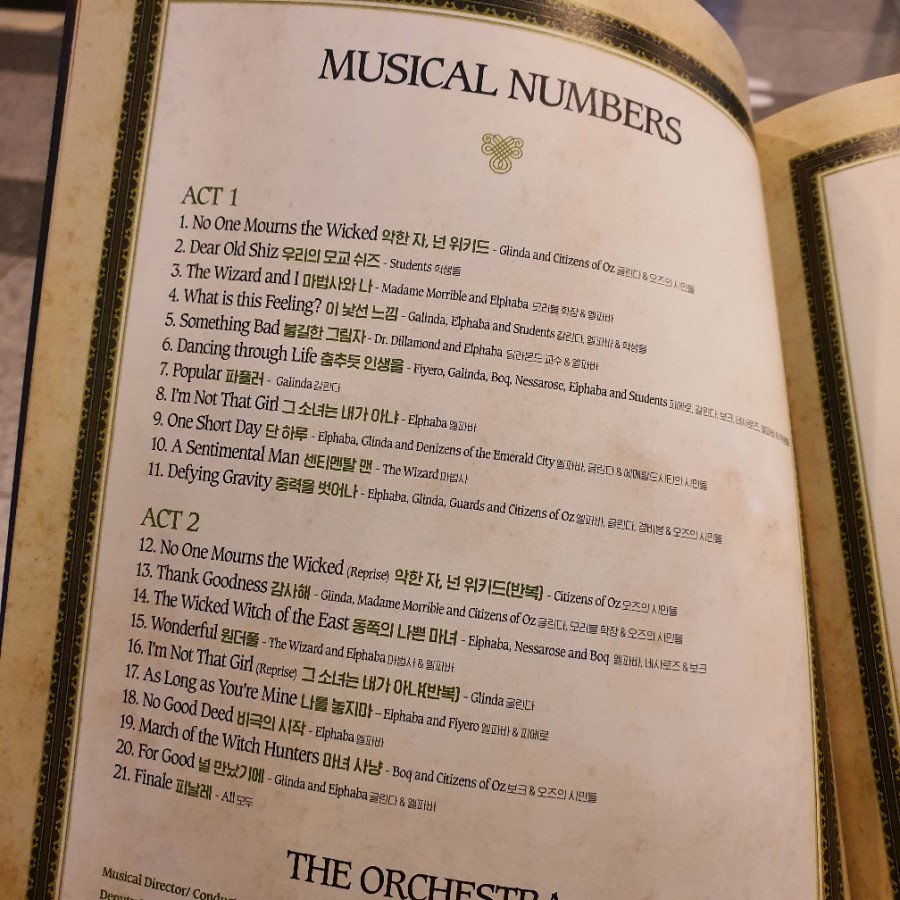 MUSICAL NUMBERS
ACT 1
1. No One Mourns the Wicked 악한 자, 넌 위키드 - Glinda and Citizens of Oz 글린다 & 오즈의 시민들
2. Dear Old Shiz 우리의 모교 쉬즈 - Students 학생들
3. The Wizard and I 마법사와 나 - Madame Morrible and Elphaba 모리블 학장 & 엘파바
4. What is this Feeling? 이 낯선 느낌 - Galinda, Elphaba and Students 갈린다, 엘파바 & 학생들
5. Something Bad 불길한 그림자 - Dr. Dillamond and Elphaba 딜라몬드 교수 & 엘파바
6. Dancing through Life 춤추듯 인생을 - Fiyero, Galinda, Boq, Nessarose, Elphaba and Students 피에로, 갈린다, 보크, 네사로즈, 엘파바 &
7. Popular 파퓰러 - Galinda 갈린다
8. I'm Not That Girl 그 소녀는 내가 아냐 - Elphaba 엘파바
9. One Short Day 단 하루 - Elphaba, Glinda and Denizens of the Emerald City 엘파바, 글린다 & 에메랄드 시티의 시민들
10. A Sentimental Man 센티멘탈 맨 - The Wizard 마법사
11. Defying Gravity 중력을 벗어나 - Elphaba, Glinda, Guards and Citizens of Oz 엘파바, 글린다, 경비병 & 오즈의 시민들
ACT 2
12. No One Mourns the Wicked (Reprise) 악한 자, 넌 위키드(반복) - Citizens of Oz 오즈의 시민들
13. Thank Goodness 감사해 - Glinda, Madame Morrible and Citizens of Oz 글린다, 모리블 학장 & 오즈의 시민들
14. The Wicked Witch of the East 동쪽의 나쁜 마녀 - Elphaba, Nessarose and Boq 엘파바, 네사로즈 & 보크
15. Wonderful 원더풀 - The Wizard and Elphaba 마법사 & 엘파바
16. I'm Not That Girl (Reprise) 그 소녀는 내가 아냐(반복) - Glinda 글린다
17. As Long as You're Mine 나를 놓지마 - Elphaba and Fiyero 엘파바 & 피에로
18. No Good Deed 비극의 시작 - Elphaba 엘파바
19. March of the Witch Hunters 마녀 사냥 - Boq and Citizens of Oz 보크 & 오즈의 시민들
20. For Good 널 만났기에 - Glinda and Elphaba 글린다 & 엘파바
21. Finale 피날레 - All 모두
THE ORCHESTRA
Musical Director/